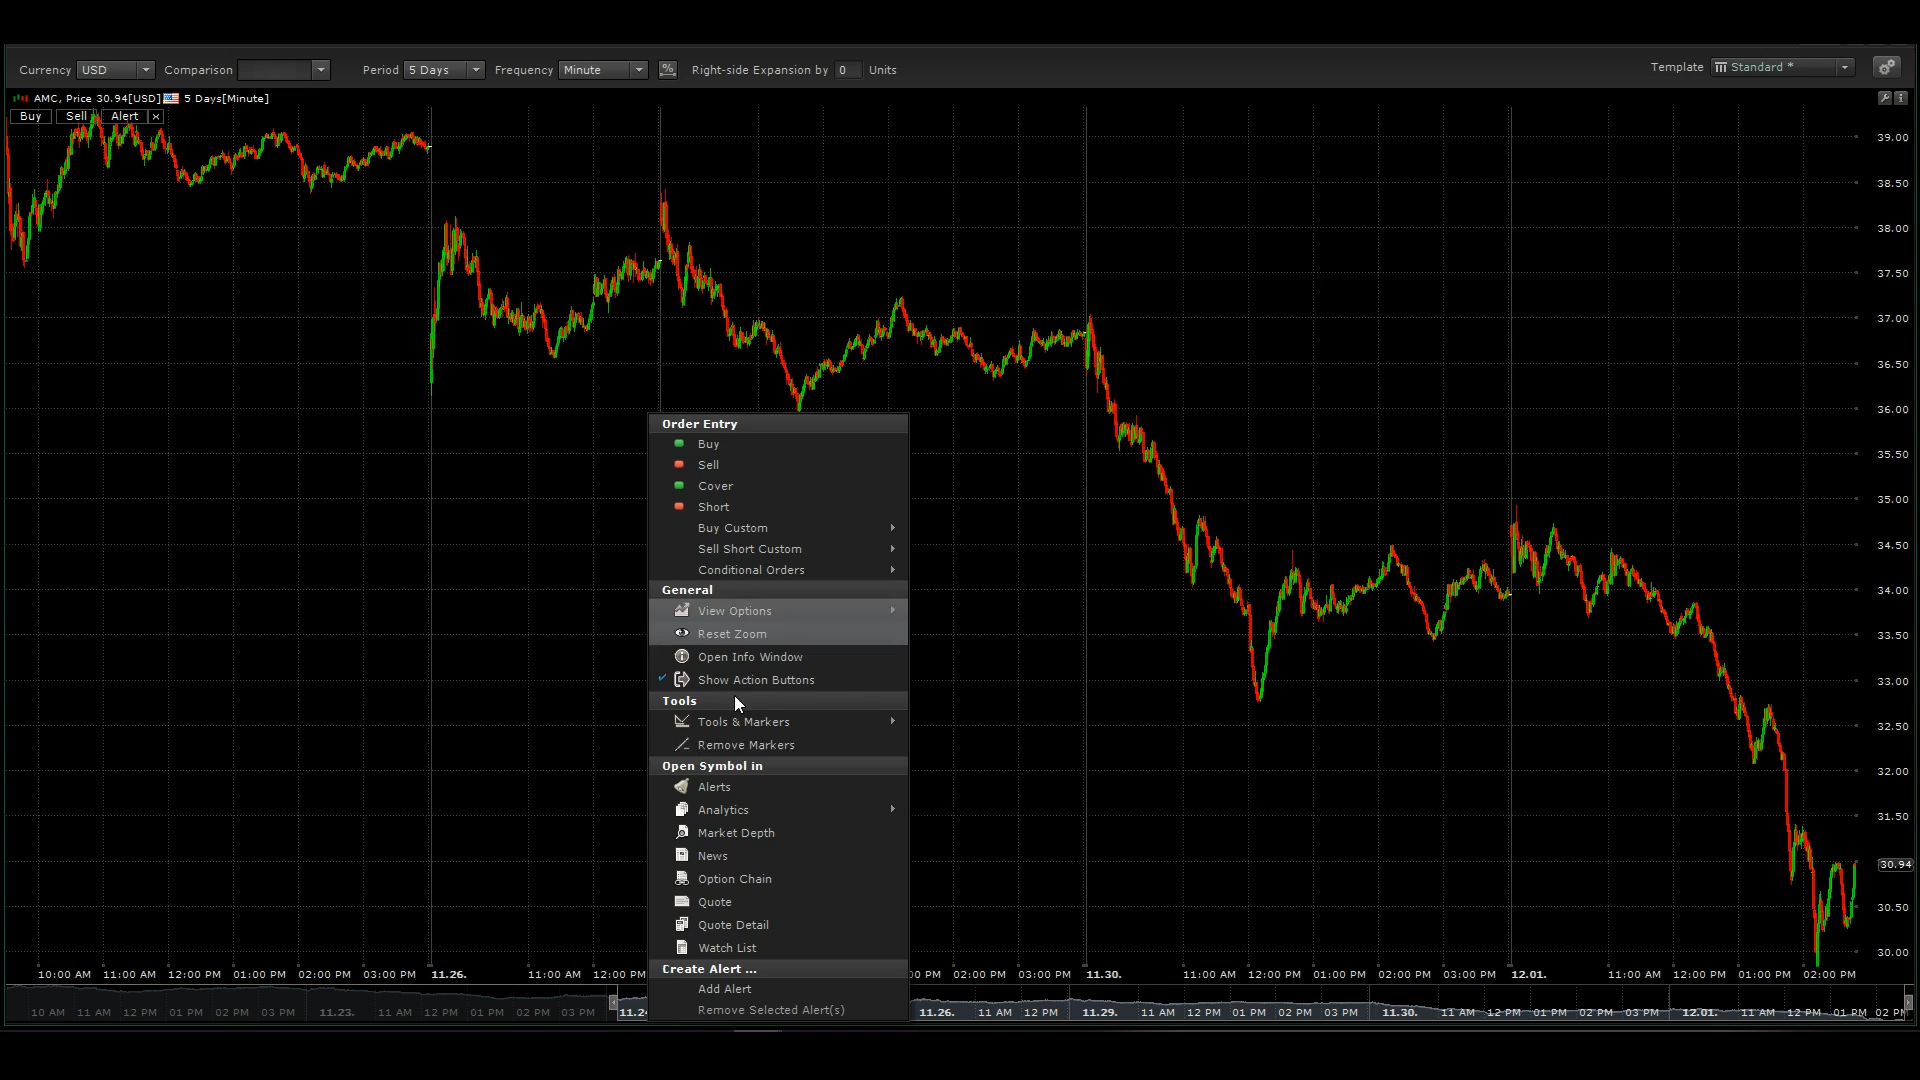 Currency USD Comparison Period 5 Days Frequency Minute % Right-side Expansion by 0 Units Template Standard *
AMC, Price 30.94[USD] 5 Days[Minute]
Buy Sell Alert ×
39.00
38.50
38.00
37.50
37.00
36.50
36.00
35.50
35.00
34.50
34.00
33.50
33.00
32.50
32.00
31.50
30.94
30.50
30.00
Order Entry
Buy
Sell
Cover
Short
Buy Custom
Sell Short Custom
Conditional Orders
General
View Options
Reset Zoom
Open Info Window
Show Action Buttons
Tools
Tools & Markers
Remove Markers
Open Symbol in
Alerts
Analytics
Market Depth
News
Option Chain
Quote
Quote Detail
Watch List
Create Alert ...
Add Alert
Remove Selected Alert(s)
10:00 AM 11:00 AM 12:00 PM 01:00 PM 02:00 PM 03:00 PM 11.26. 11:00 AM 12:00 PM 02:00 PM 03:00 PM 11.30. 11:00 AM 12:00 PM 01:00 PM 02:00 PM 03:00 PM 12.01. 11:00 AM 12:00 PM 01:00 PM 02:00 PM
10 AM 11 AM 12 PM 01 PM 02 PM 03 PM 11.23. 11 AM 12 PM 01 PM 02 PM 03 PM 11.24 11.26. 11 AM 12 PM 11.29. 11 AM 12 PM 01 PM 02 PM 03 PM 11.30. 11 AM 12 PM 01 PM 02 PM 03 PM 12.01. 11 AM 12 PM 01 PM 02 PM